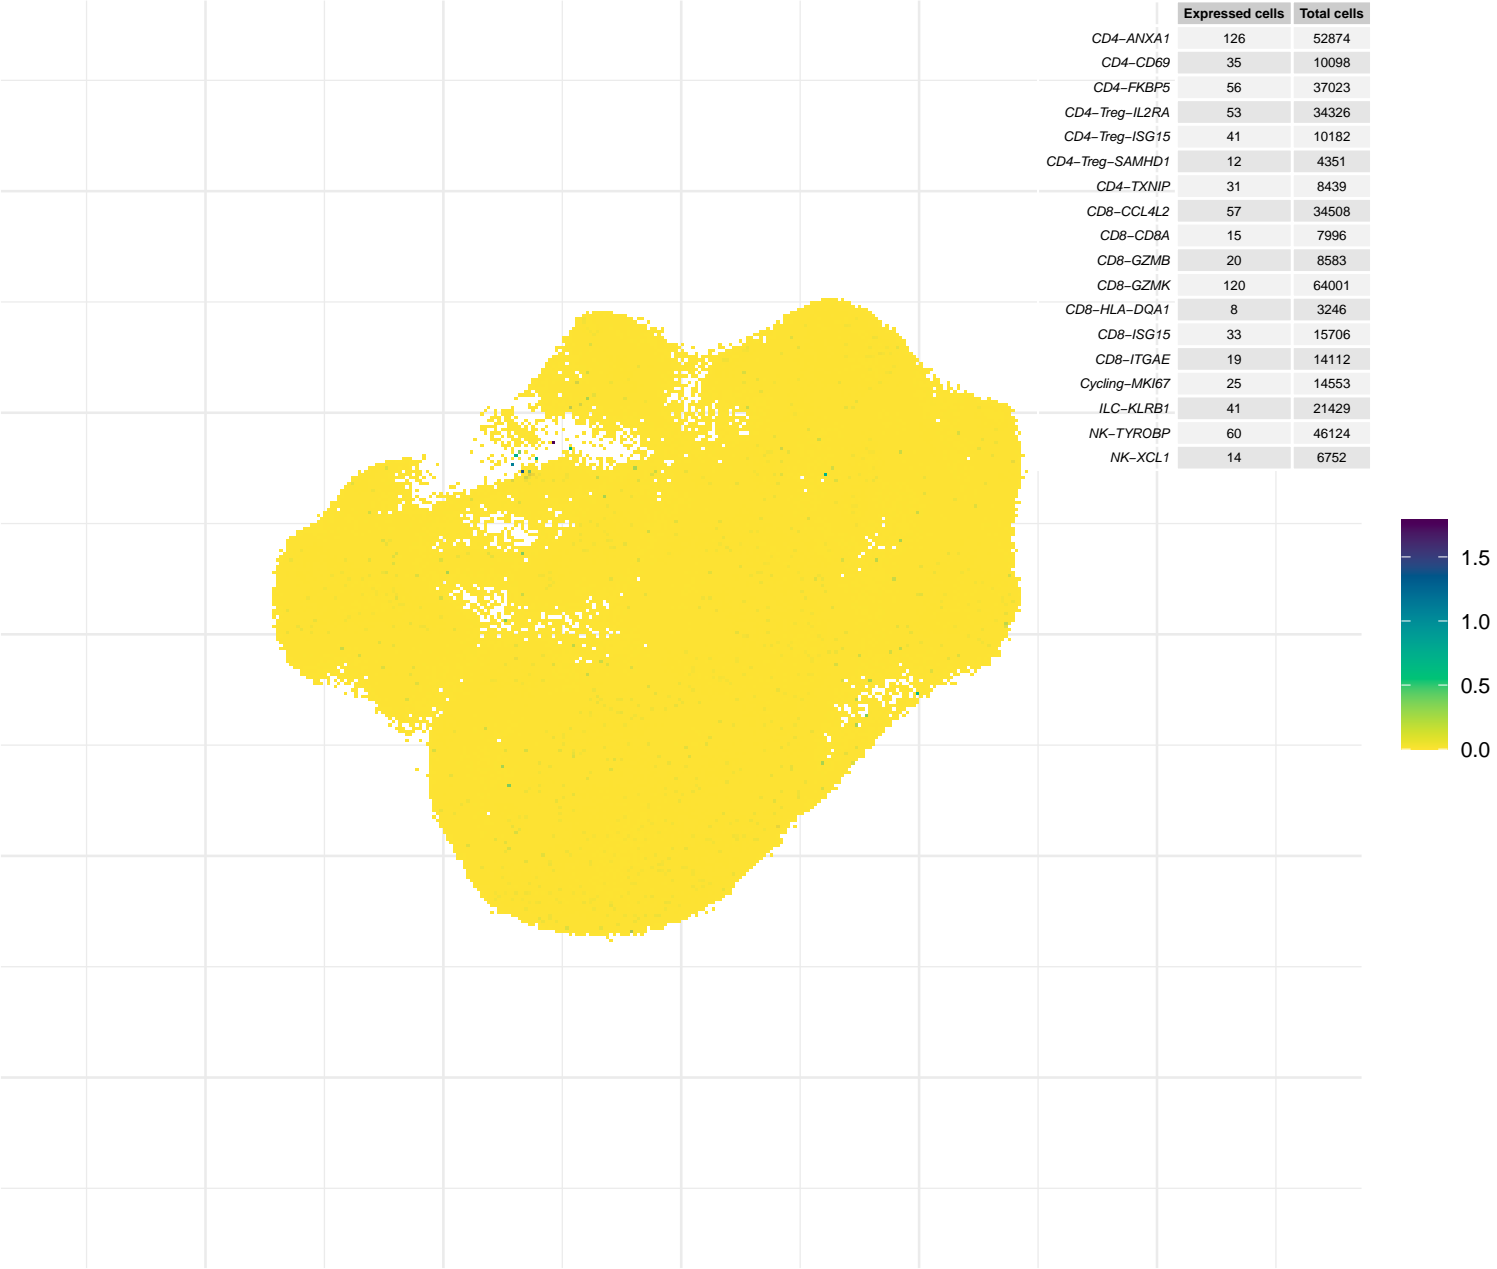 Expressed cells Total cells
CD4−ANXA1 126 52874
CD4−CD69 35 10098
CD4−FKBP5 56 37023
CD4−Treg−IL2RA 53 34326
CD4−Treg−ISG15 41 10182
CD4−Treg−SAMHD1 12 4351
CD4−TXNIP 31 8439
CD8−CCL4L2 57 34508
CD8−CD8A 15 7996
CD8−GZMB 20 8583
CD8−GZMK 120 64001
CD8−HLA−DQA1 8 3246
CD8−ISG15 33 15706
CD8−ITGAE 19 14112
Cycling−MKI67 25 14553
ILC−KLRB1 41 21429
NK−TYROBP 60 46124
NK−XCL1 14 6752
1.5
1.0
0.5
0.0